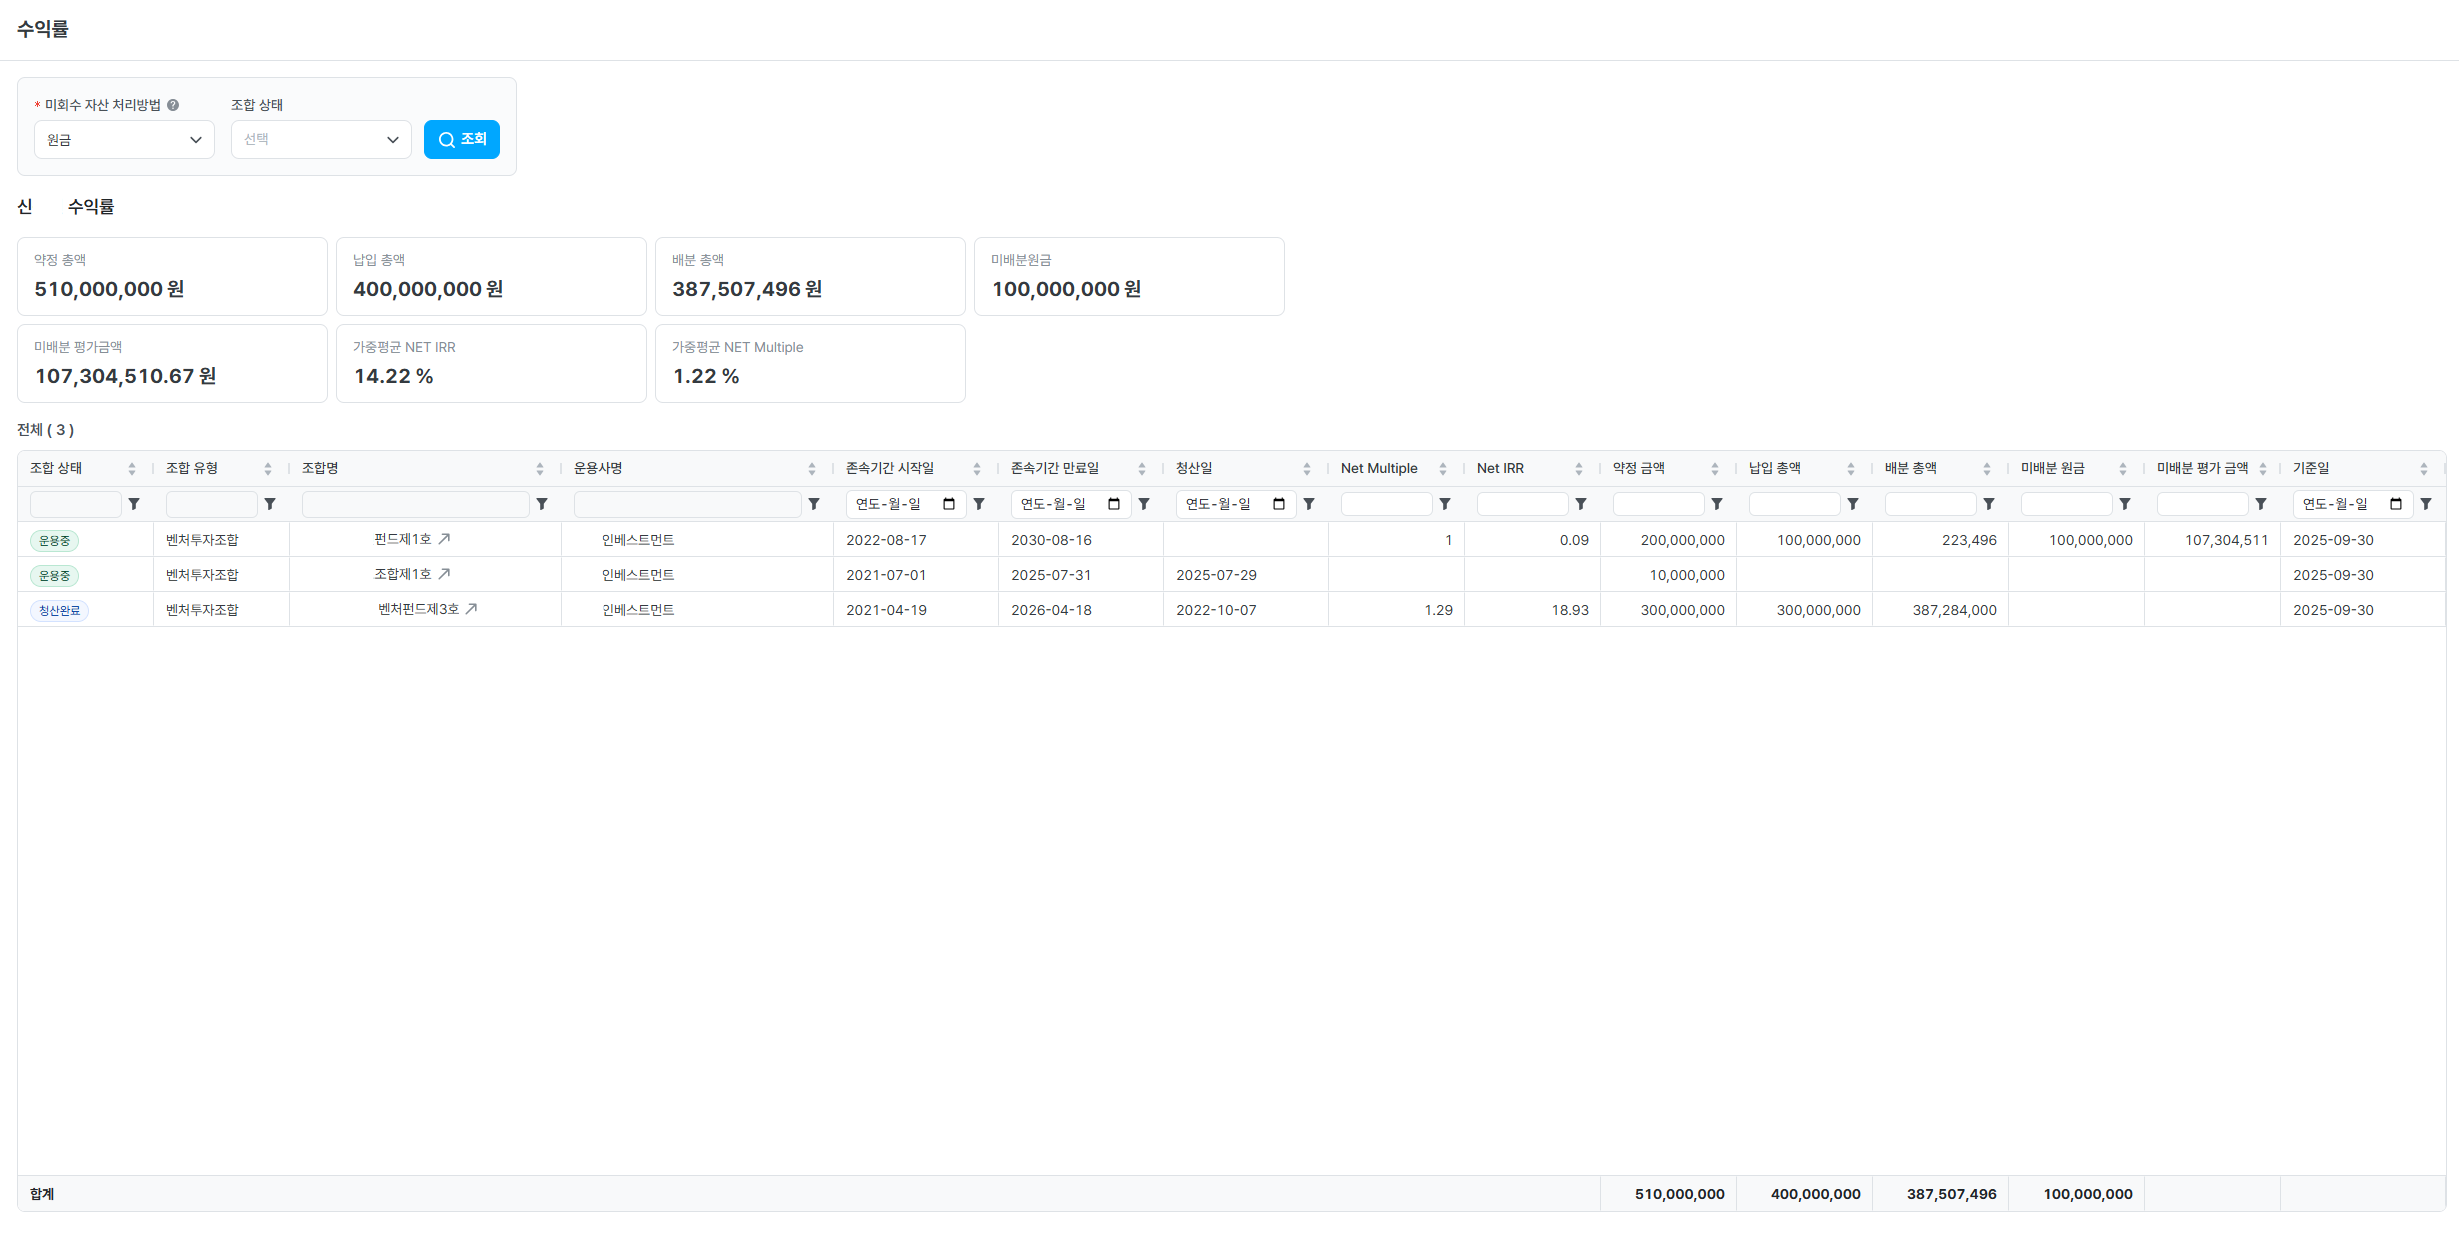 수익률
* 미회수 자산 처리방법 조합 상태
원금 선택 조회
신 수익률
약정 총액 납입 총액 배분 총액 미배분원금
510,000,000 원 400,000,000 원 387,507,496 원 100,000,000 원
미배분 평가금액 가중평균 NET IRR 가중평균 NET Multiple
107,304,510.67 원 14.22 % 1.22 %
전체 ( 3 )
조합 상태 조합 유형 조합명 운용사명 존속기간 시작일 존속기간 만료일 청산일 Net Multiple Net IRR 약정 금액 납입 총액 배분 총액 미배분 원금 미배분 평가 금액 기준일
연도-월-일 연도-월-일 연도-월-일 연도-월-일
운용중 벤처투자조합 펀드제1호 인베스트먼트 2022-08-17 2030-08-16 1 0.09 200,000,000 100,000,000 223,496 100,000,000 107,304,511 2025-09-30
운용중 벤처투자조합 조합제1호 인베스트먼트 2021-07-01 2025-07-31 2025-07-29 10,000,000 2025-09-30
청산완료 벤처투자조합 벤처펀드제3호 인베스트먼트 2021-04-19 2026-04-18 2022-10-07 1.29 18.93 300,000,000 300,000,000 387,284,000 2025-09-30
합계 510,000,000 400,000,000 387,507,496 100,000,000